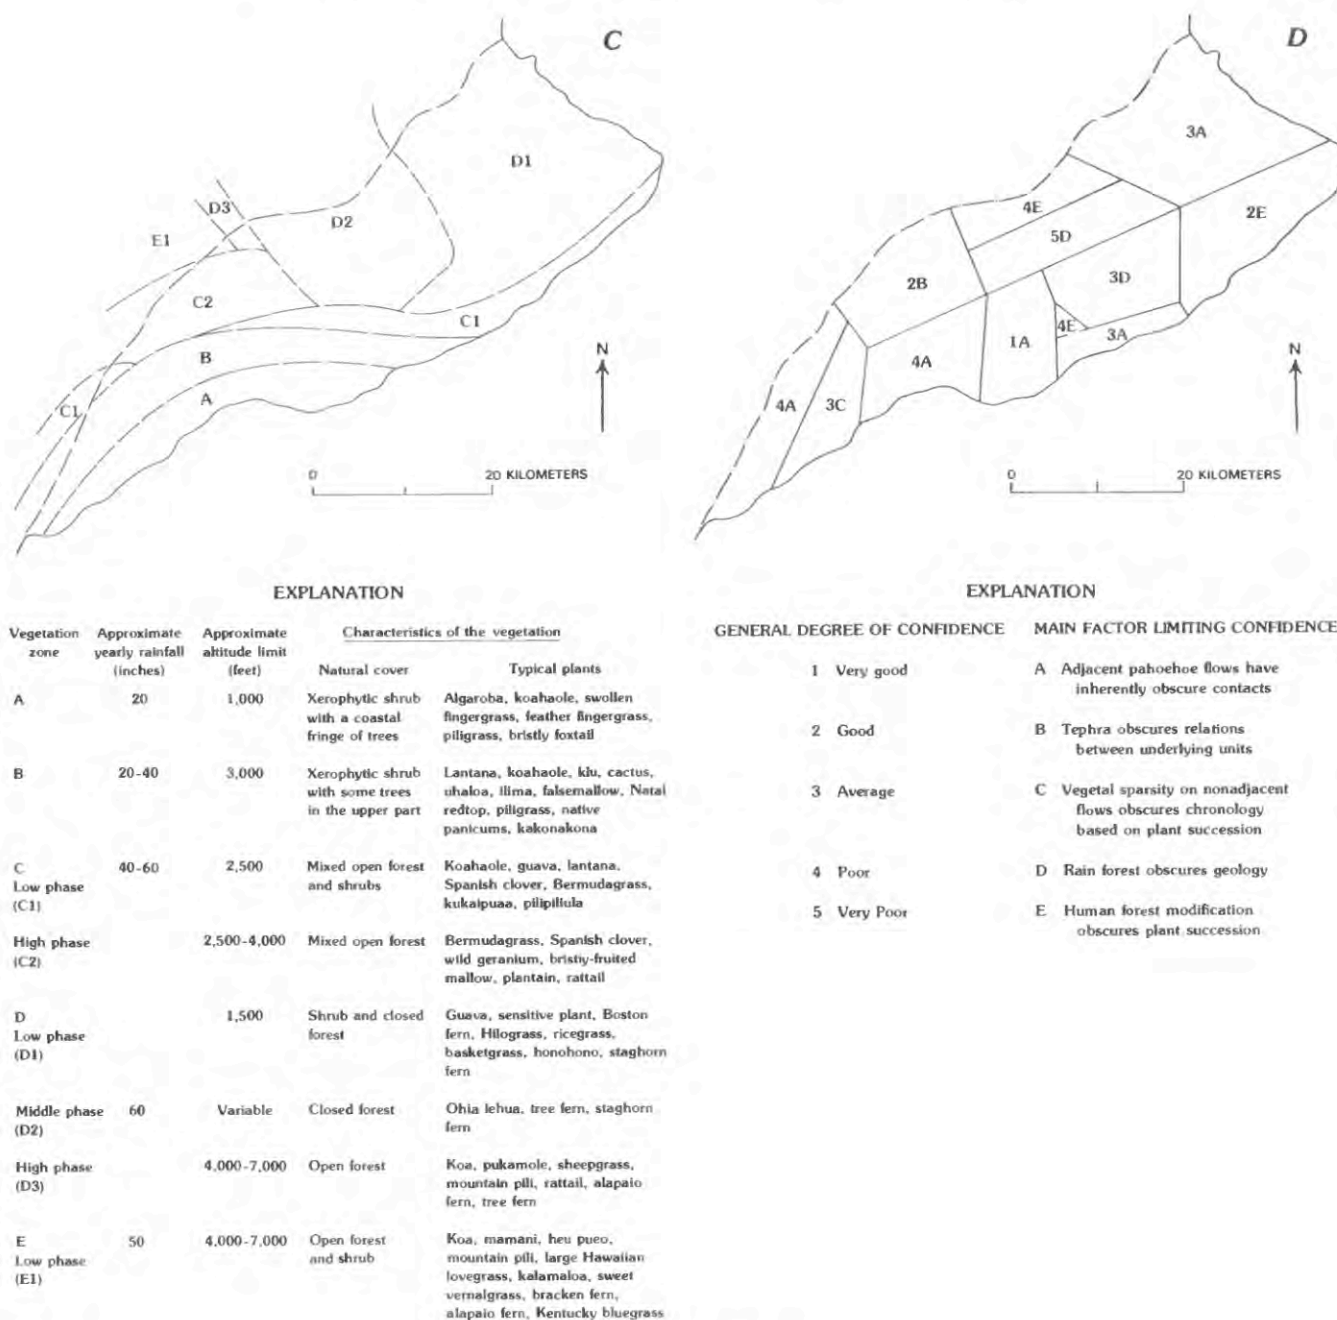 C
D1
D3
D2
E1
C2
C1
B
A
C1
N
0 20 KILOMETERS
EXPLANATION
Vegetation zone
Approximate yearly rainfall (inches)
Approximate altitude limit (feet)
Characteristics of the vegetation
Natural cover
Typical plants
A 20 1,000 Xerophytic shrub Algaroba, koahaole, swollen
with a coastal fingergrass, feather fingergrass,
fringe of trees piligrass, bristly foxtail
B 20-40 3,000 Xerophytic shrub Lantana, koahaole, klu, cactus,
with some trees uhaloa, ilima, falsemallow, Natal
in the upper part redtop, piligrass, native
panicums, kakonakona
C 40-60 2,500 Mixed open forest Koahaole, guava, lantana,
Low phase and shrubs Spanish clover, Bermudagrass,
(C1) kukaipuaa, pilipiliula
High phase 2,500-4,000 Mixed open forest Bermudagrass, Spanish clover,
(C2) wild geranium, bristly-fruited
mallow, plantain, rattail
D 1,500 Shrub and closed Guava, sensitive plant, Boston
Low phase forest fern, Hilograss, ricegrass,
(D1) basketgrass, honohono, staghorn
fern
Middle phase 60 Variable Closed forest Ohia lehua, tree fern, staghorn
(D2) fern
High phase 4,000-7,000 Open forest Koa, pukamole, sheepgrass,
(D3) mountain pili, rattail, alapaio
fern, tree fern
E 50 4,000-7,000 Open forest Koa, mamani, heu pueo,
Low phase and shrub mountain pili, large Hawaiian
(E1) lovegrass, kalamaloa, sweet
vernalgrass, bracken fern,
alapaio fern, Kentucky bluegrass
D
3A
4E
2E
5D
2B
3D
4E
1A
3A
4A
4A
3C
N
0 20 KILOMETERS
EXPLANATION
GENERAL DEGREE OF CONFIDENCE MAIN FACTOR LIMITING CONFIDENCE
1 Very good A Adjacent pahoehoe flows have
inherently obscure contacts
2 Good B Tephra obscures relations
between underlying units
3 Average C Vegetal sparsity on nonadjacent
flows obscures chronology
based on plant succession
4 Poor D Rain forest obscures geology
5 Very Poor E Human forest modification
obscures plant succession